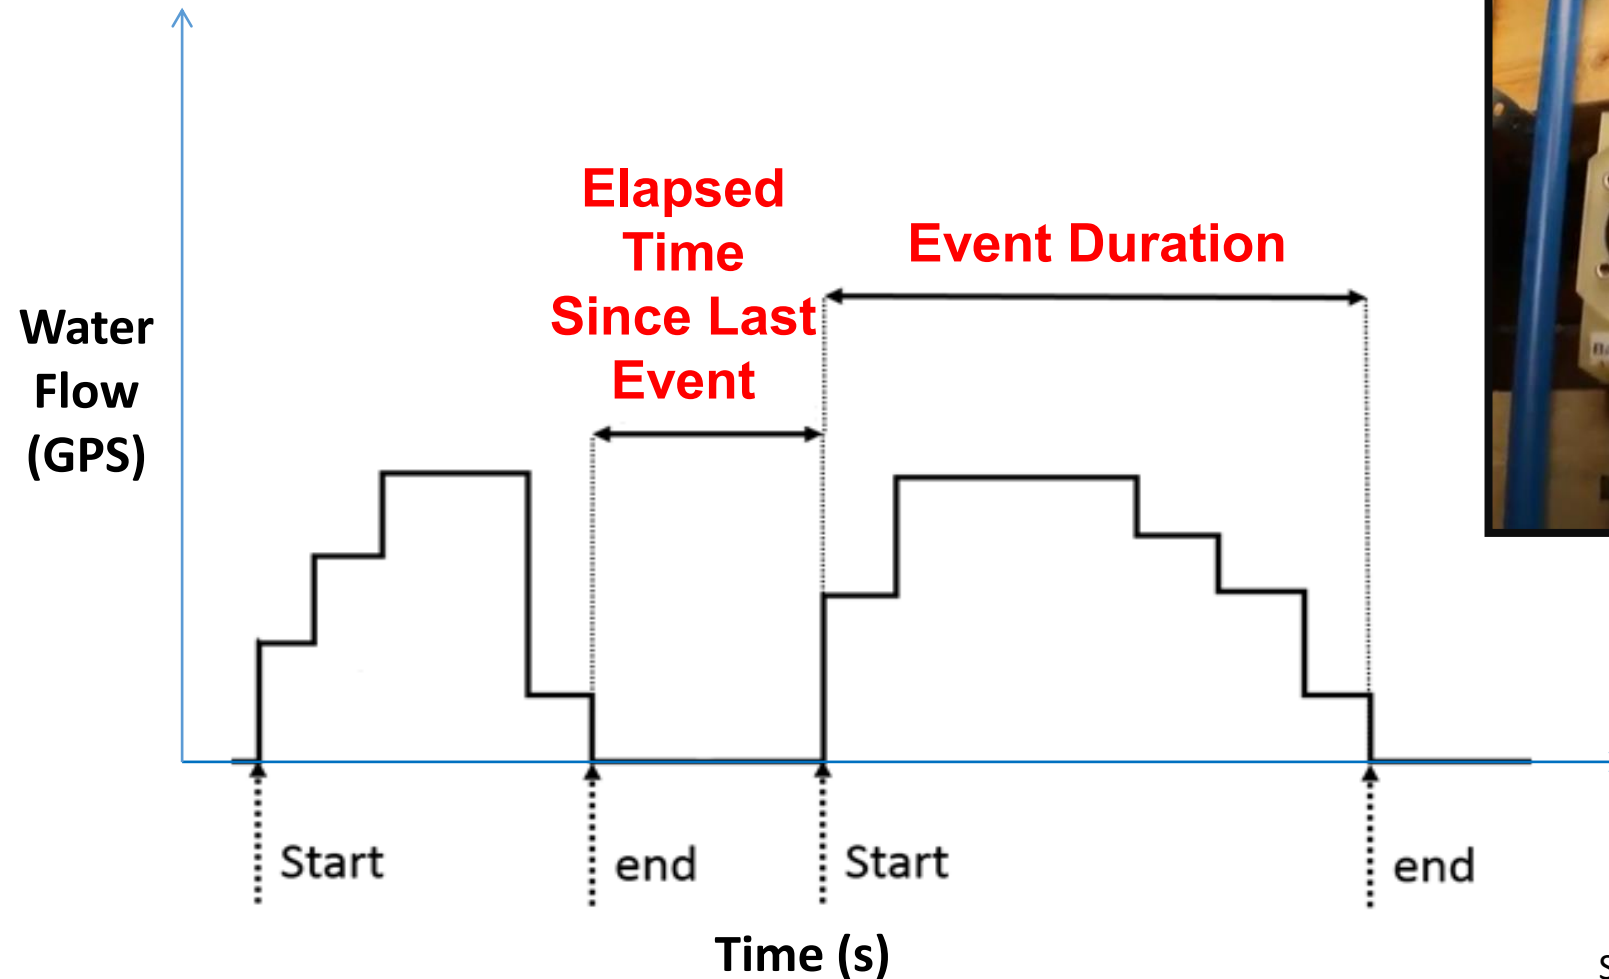 Elapsed
Time
Since Last
Event
Event Duration
Water
Flow
(GPS)
Start
end
Start
end
Time (s)